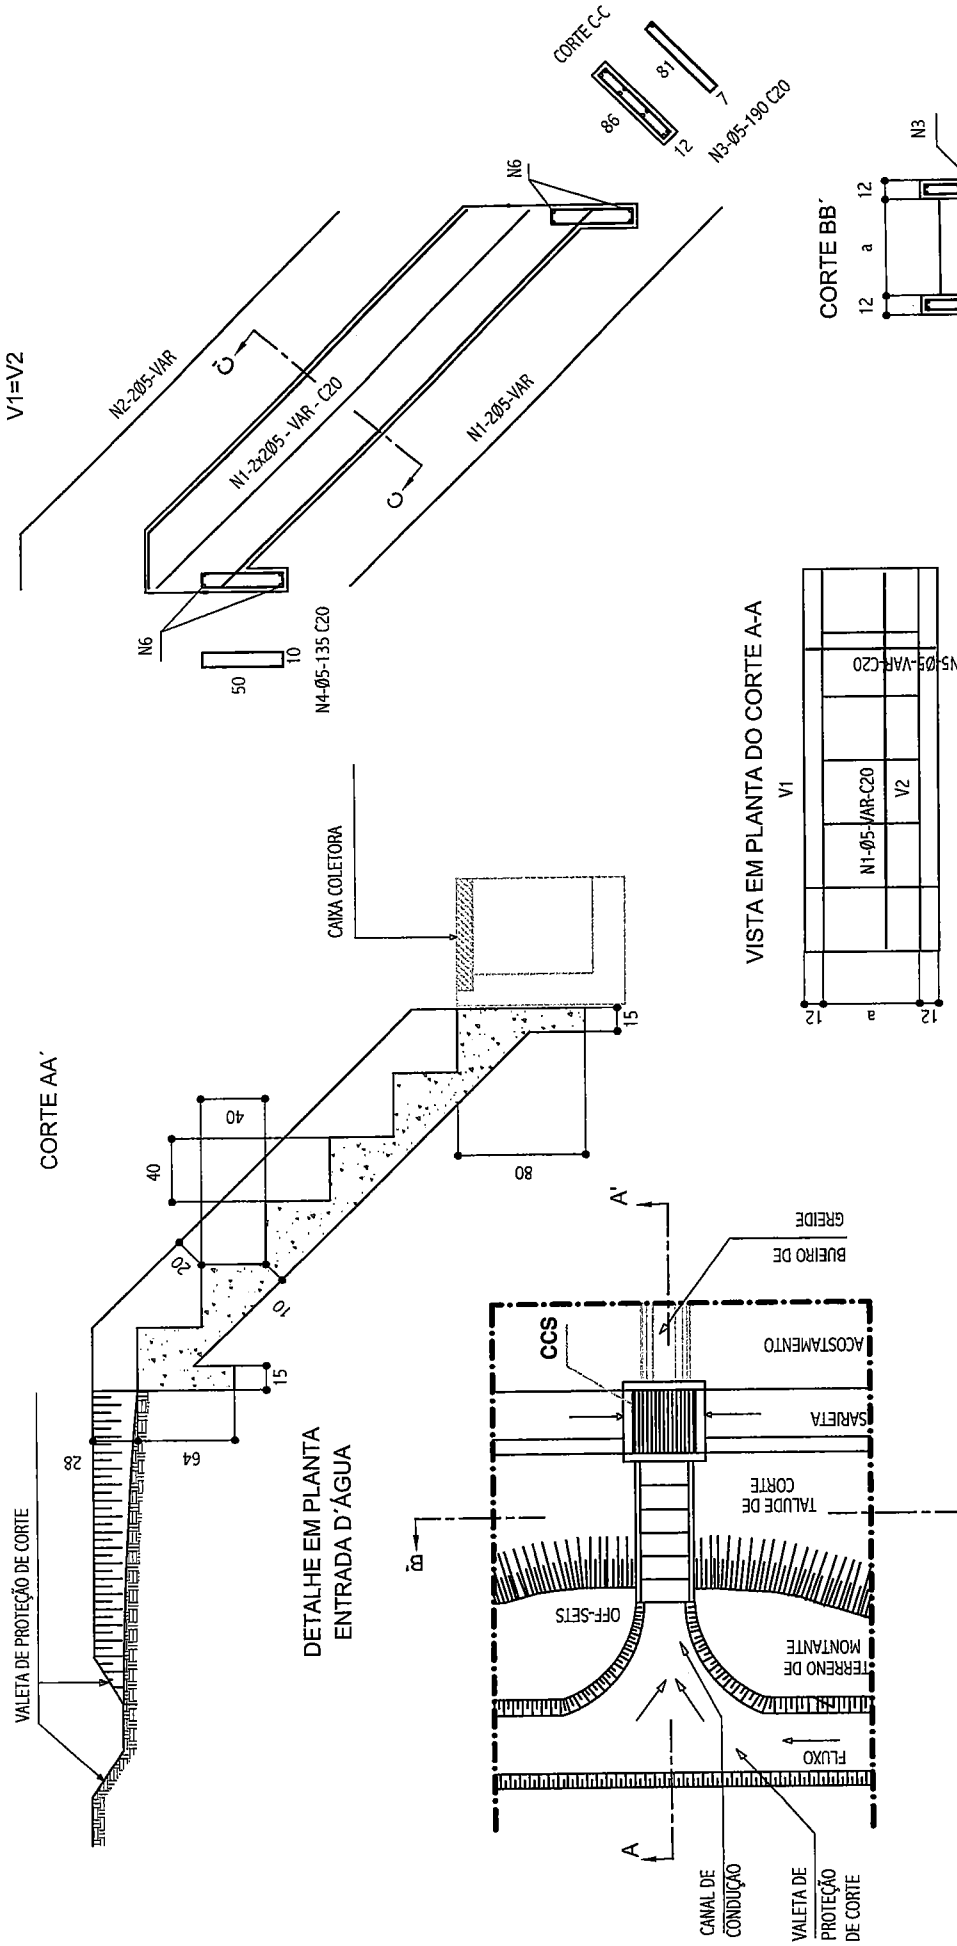 CORTE AA´
VALETA DE PROTEÇÃO DE CORTE
28
64
15
40
40
20
10
80
15
CAIXA COLETORA
V1=V2
N2-2Ø5-VAR
N1-2x2Ø5 - VAR - C20
N1-2Ø5-VAR
C
C
N6
N6
50
10
N4-Ø5-135 C20
CORTE C-C
86
12
81
7
N3-Ø5-190 C20
DETALHE EM PLANTA
ENTRADA D´ÁGUA
A
A'
B'
CCS
CANAL DE
CONDUÇÃO
VALETA DE
PROTEÇÃO
DE CORTE
FLUXO
TERRENO DE
MONTANTE
OFF-SETS
TALUDE DE
CORTE
SARJETA
ACOSTAMENTO
BUEIRO DE
GREIDE
VISTA EM PLANTA DO CORTE A-A
V1
V2
N1-Ø5-VAR-C20
N5-Ø5-VAR-C20
12
a
12
CORTE BB´
12
a
12
N3